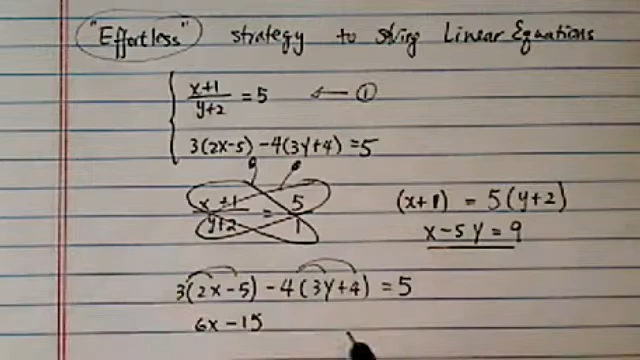 "Effortless" strategy to solving Linear Equations
x+1/y+2 = 5 ← ①
3(2x-5) -4(3y+4) = 5
x+1/y+2 = 5/1
(x+1) = 5(y+2)
x-5y = 9
3(2x-5) -4(3y+4) = 5
6x-15